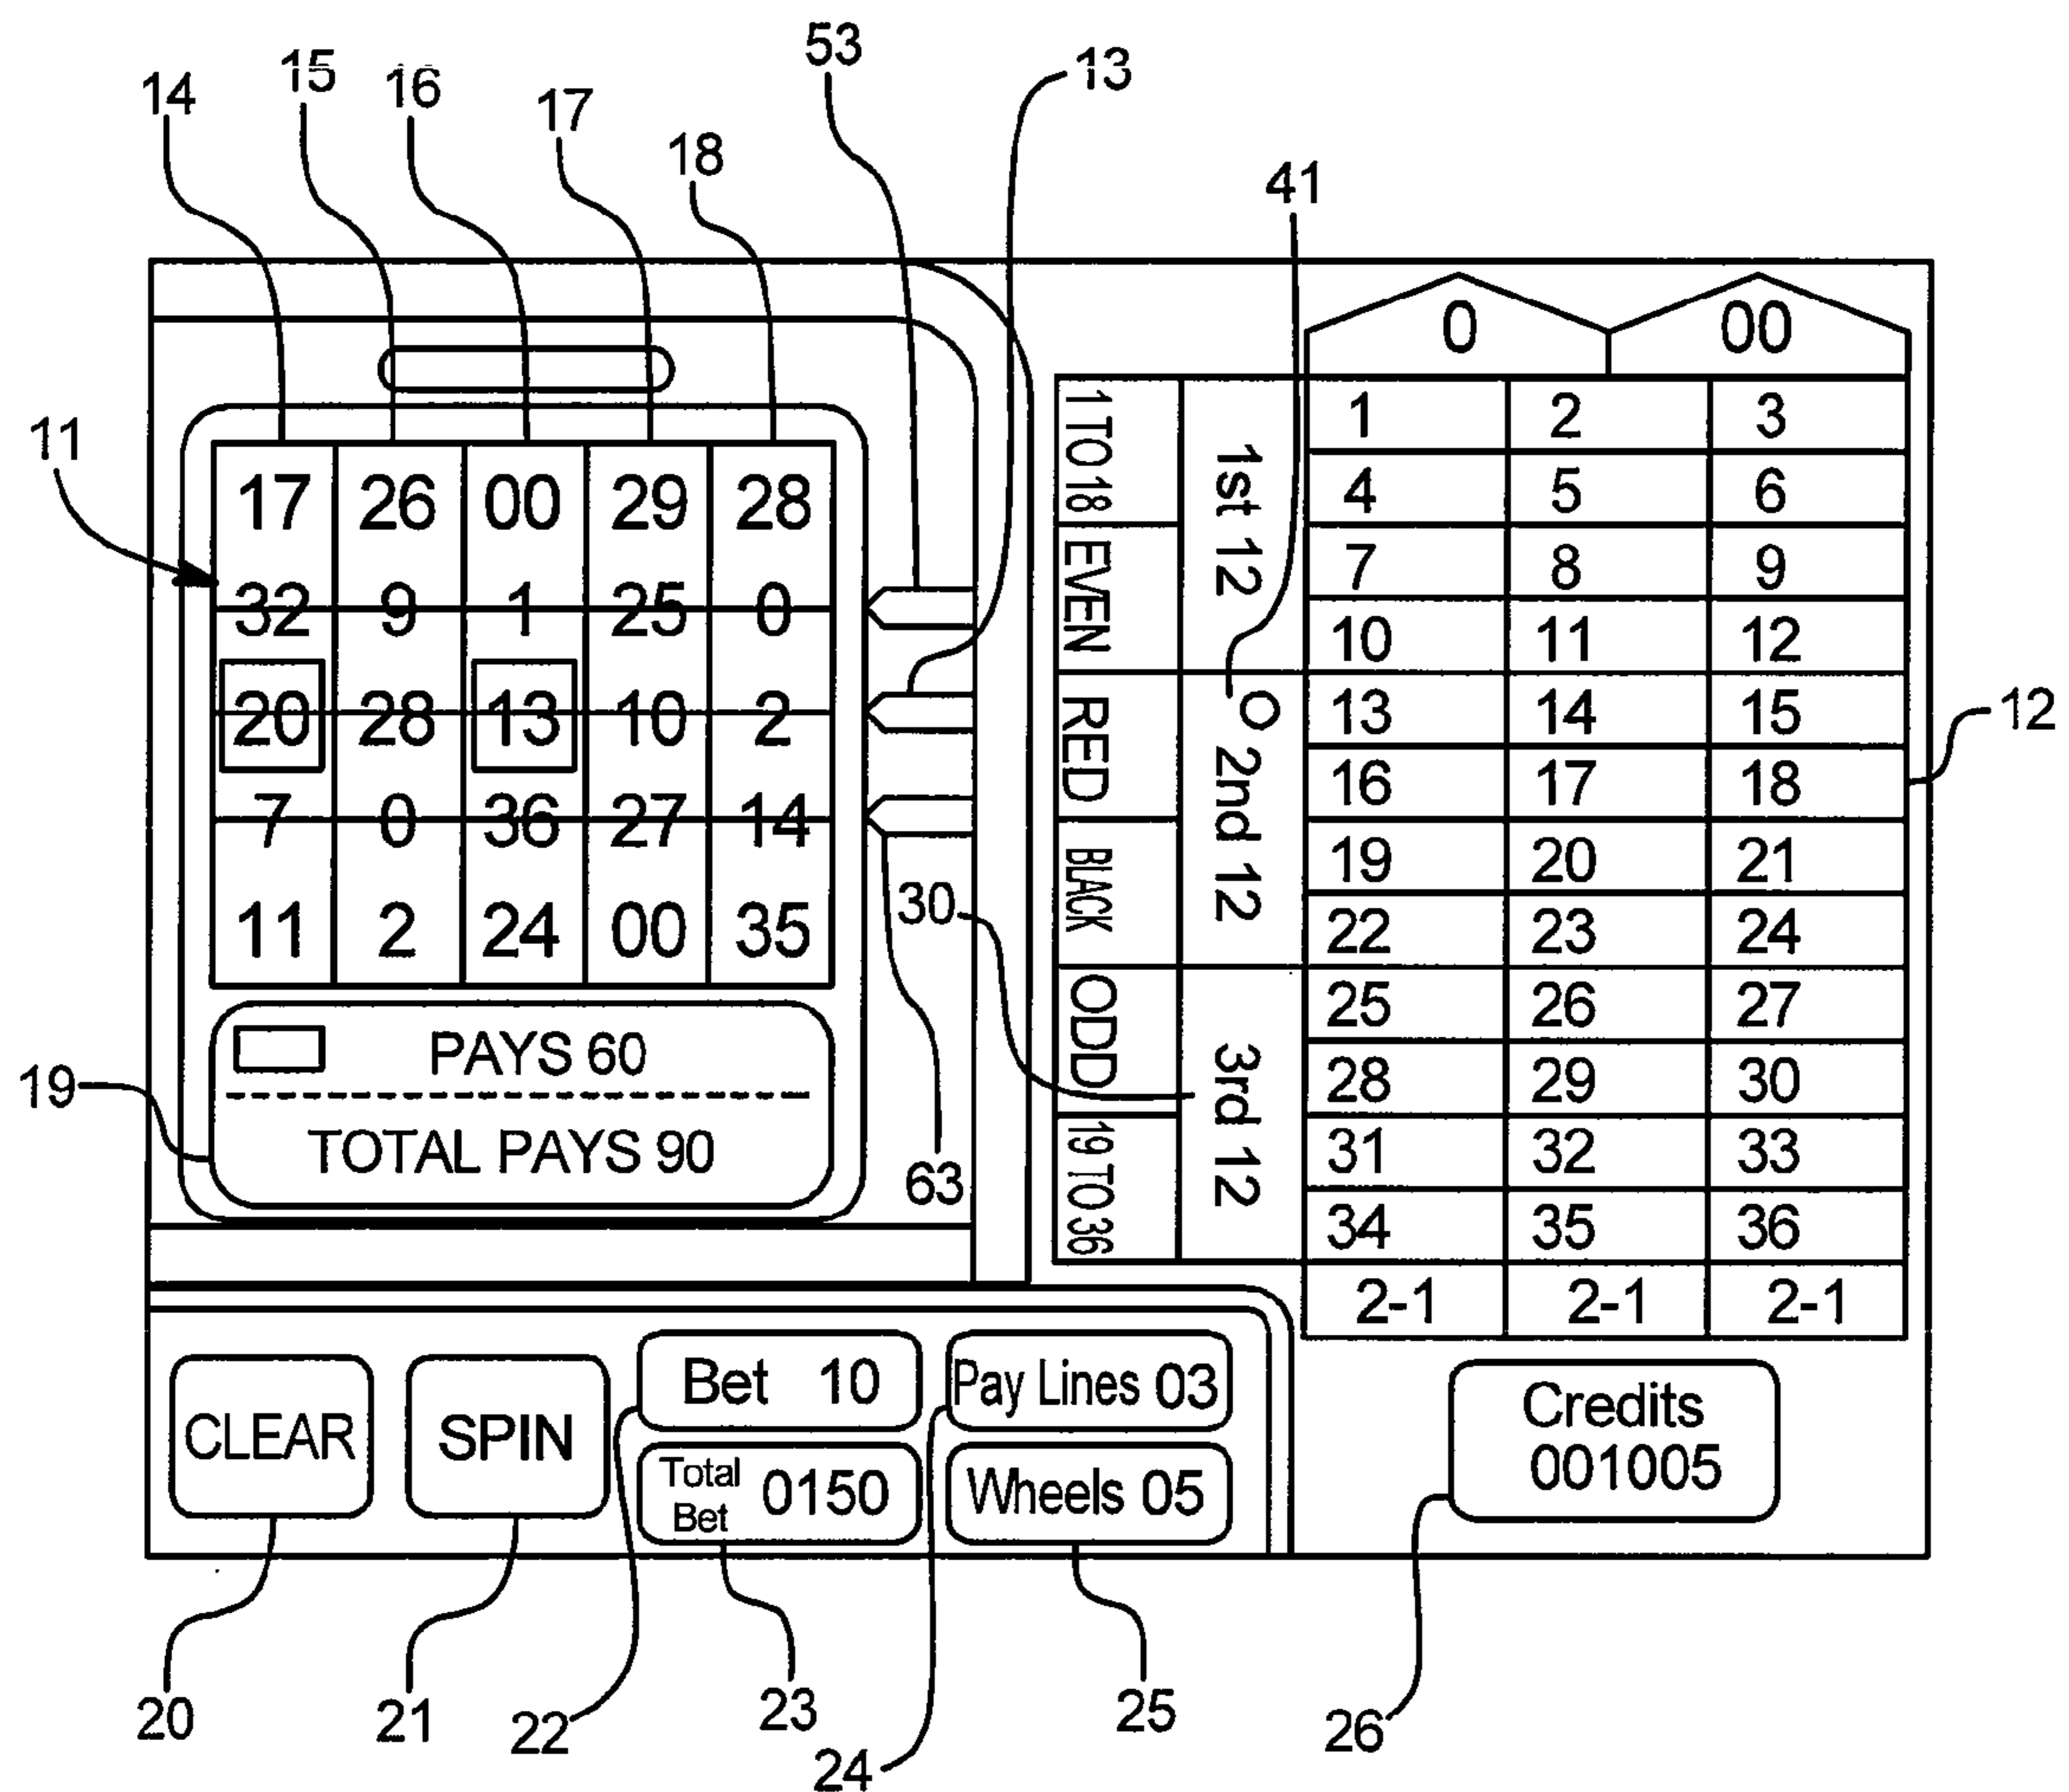 53
13
14
15
16
17
18
41
0 00
1 TO 18 EVEN RED BLACK ODD 19 TO 36
1st 12 2nd 12 3rd 12
1 2 3
4 5 6
7 8 9
10 11 12
13 14 15
16 17 18
19 20 21
22 23 24
25 26 27
28 29 30
31 32 33
34 35 36
2-1 2-1 2-1
12
11
17 26 00 29 28
32 9 1 25 0
20 28 13 10 2
7 0 36 27 14
11 2 24 00 35
30
63
19
PAYS 60
TOTAL PAYS 90
CLEAR
SPIN
Bet 10
Total Bet 0150
Pay Lines 03
Wheels 05
Credits
001005
20
21
22
23
24
25
26